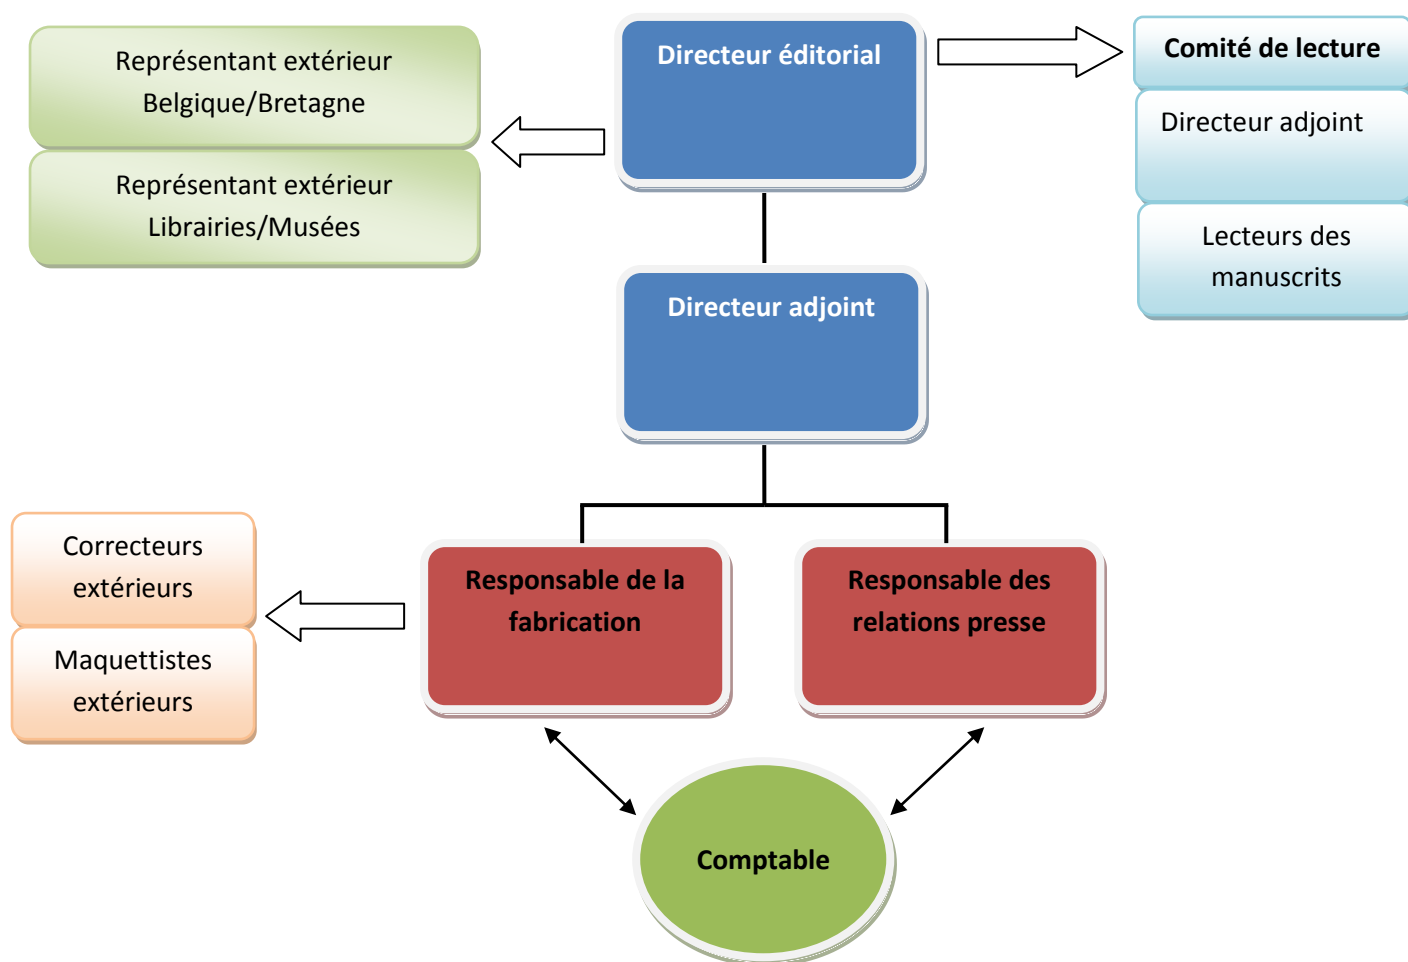 Représentant extérieur
Belgique/Bretagne
Représentant extérieur
Librairies/Musées
Directeur éditorial
Comité de lecture
Directeur adjoint
Lecteurs des
manuscrits
Directeur adjoint
Correcteurs
extérieurs
Maquettistes
extérieurs
Responsable de la
fabrication
Responsable des
relations presse
Comptable